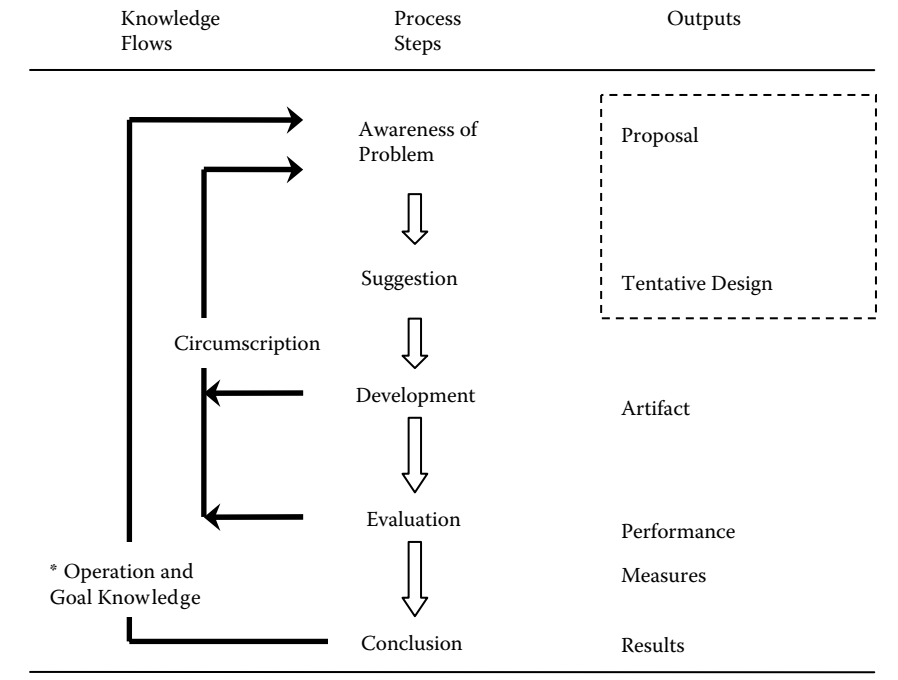 Knowledge
Flows
Process
Steps
Outputs
Awareness of
Problem
Proposal
Suggestion
Tentative Design
Circumscription
Development
Artifact
Evaluation
Performance
Measures
* Operation and
Goal Knowledge
Conclusion
Results